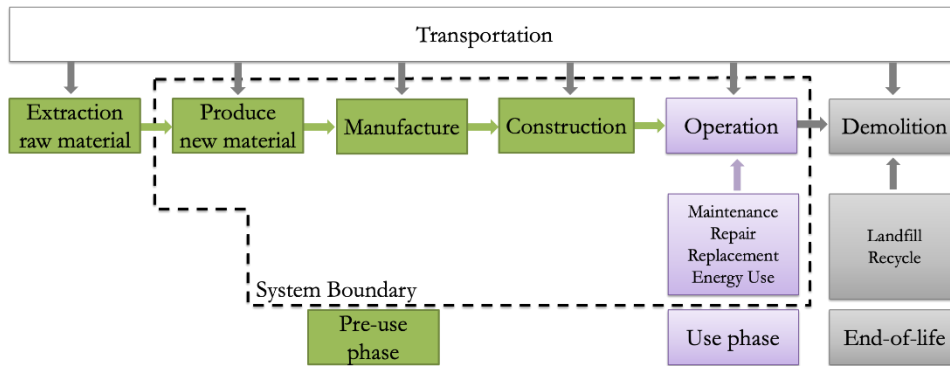 Transportation
Extraction
raw material
Produce
new material
Manufacture
Construction
Operation
Demolition
Maintenance
Repair
Replacement
Energy Use
Landfill
Recycle
System Boundary
Pre-use
phase
Use phase
End-of-life